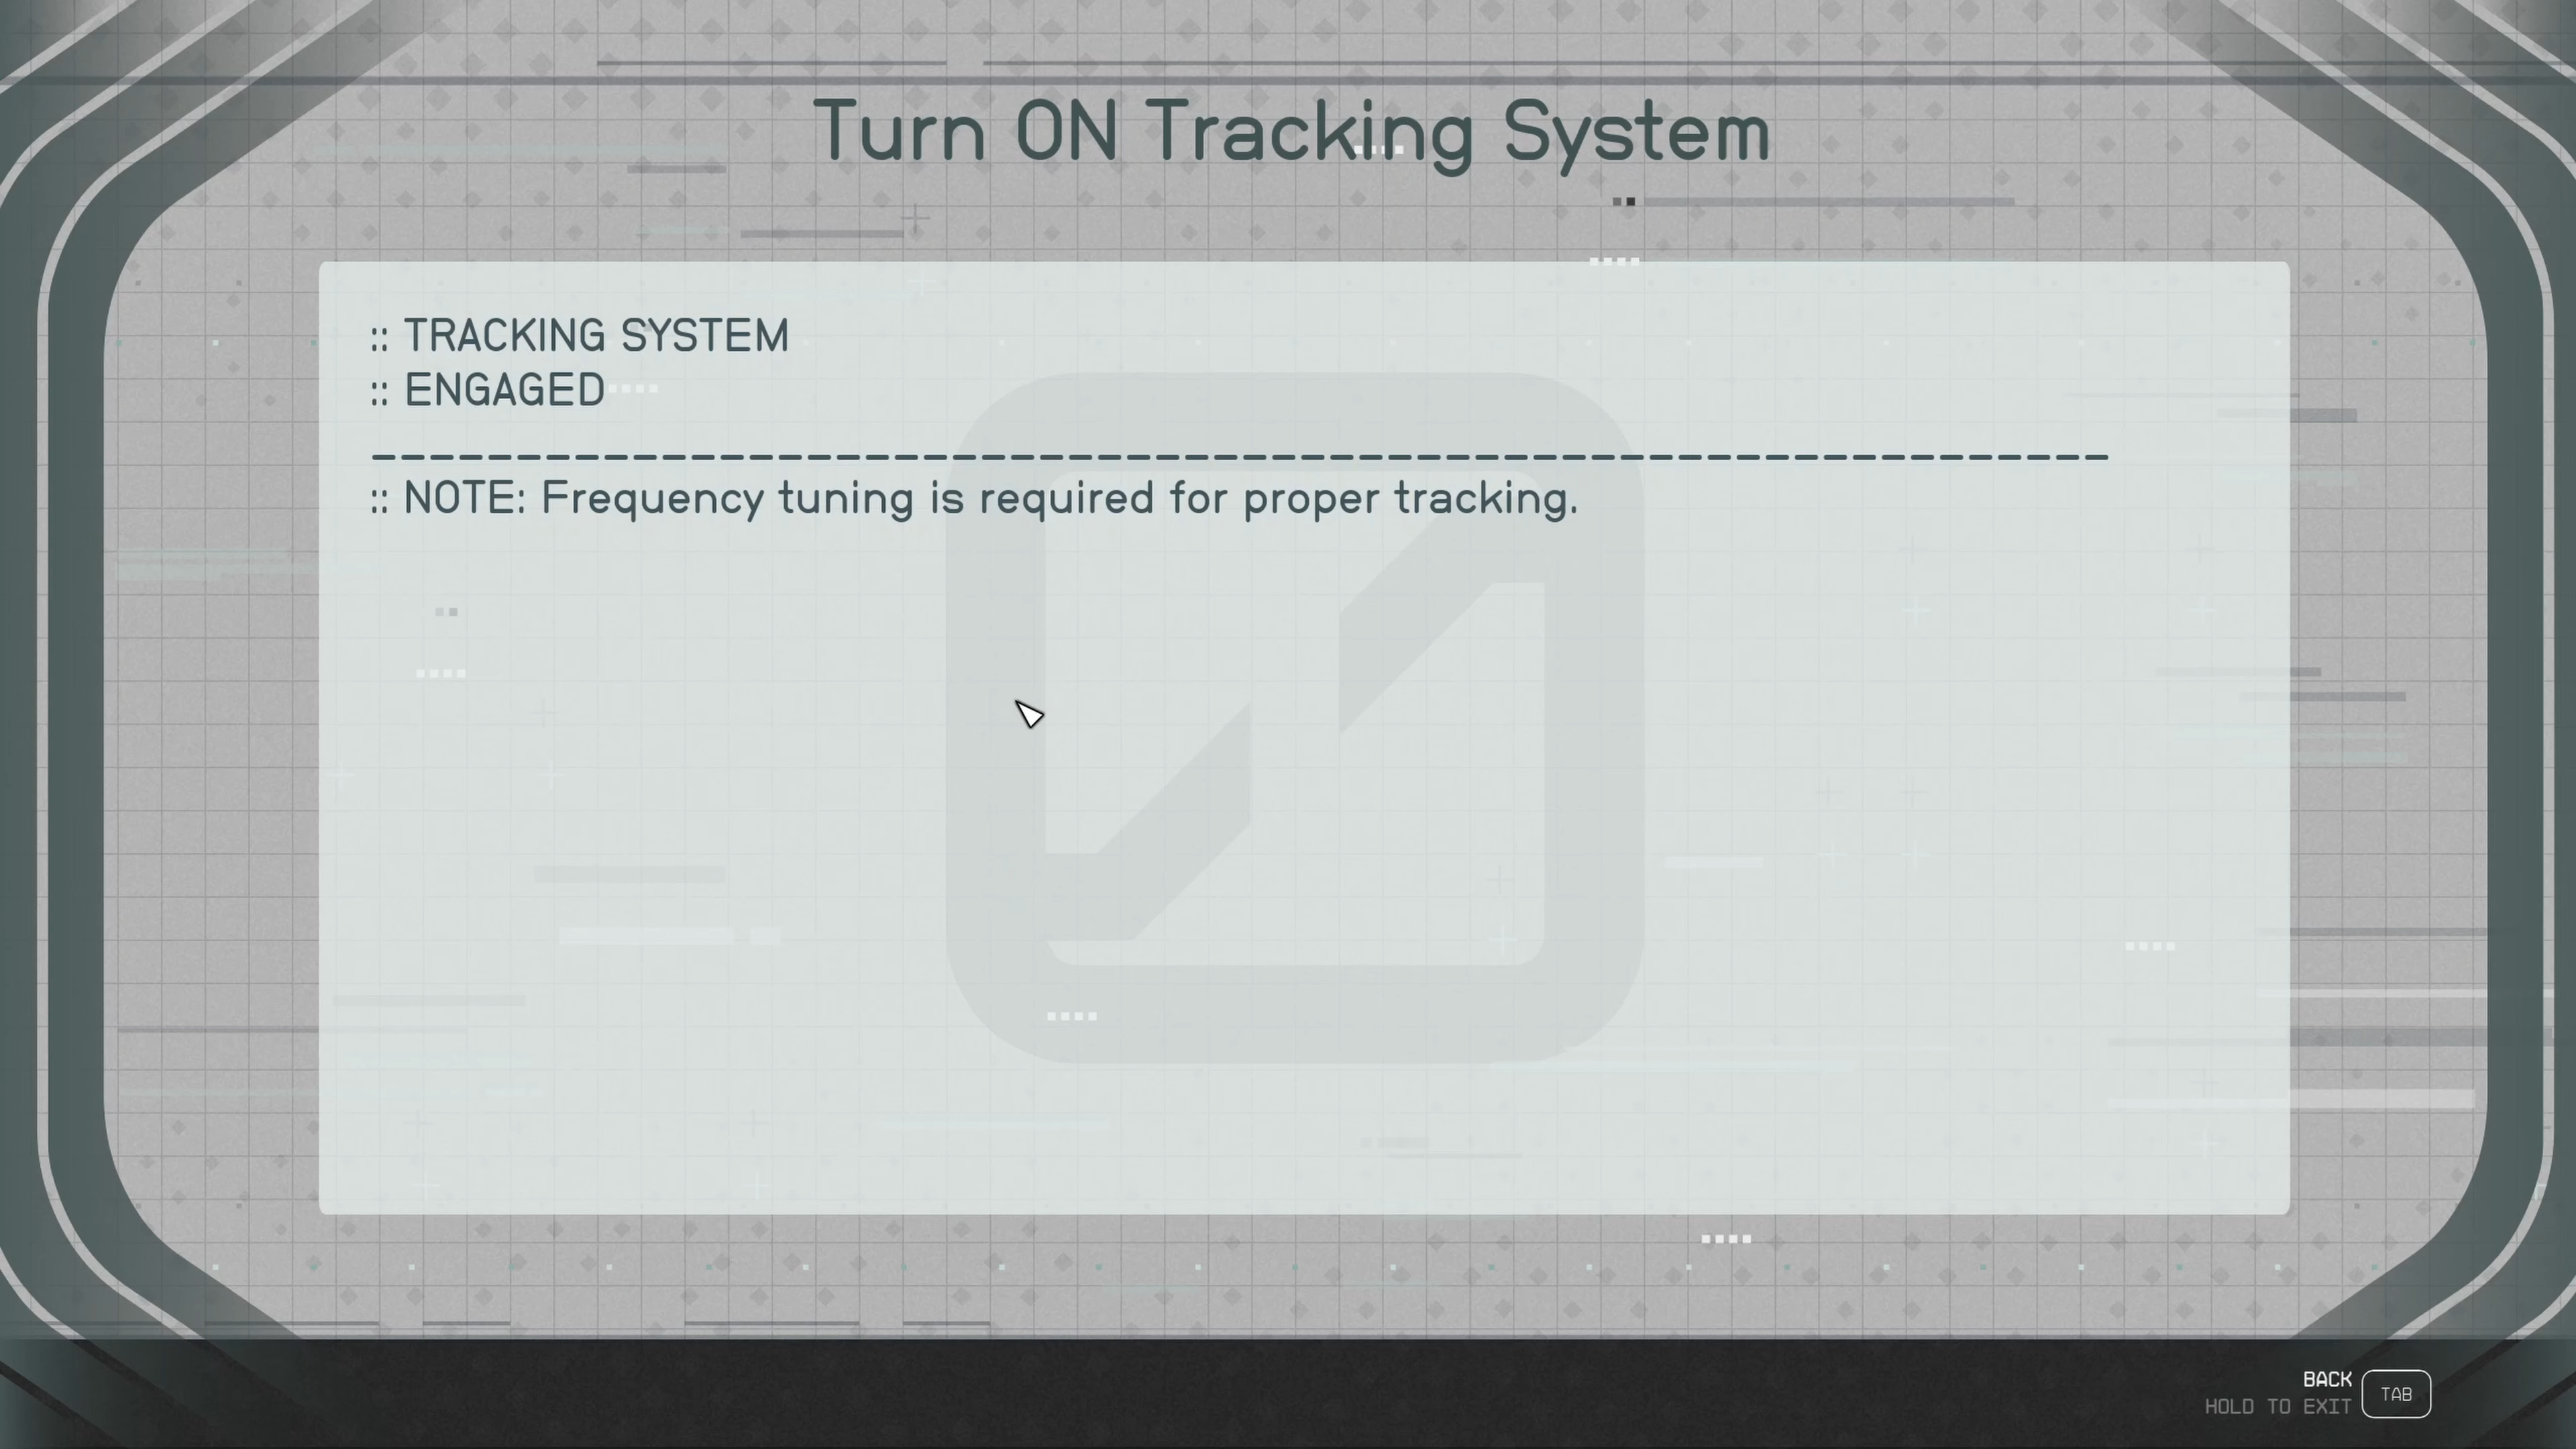 Turn ON Tracking System
:: TRACKING SYSTEM
:: ENGAGED
____________________________________________________________
:: NOTE: Frequency tuning is required for proper tracking.
BACK
HOLD TO EXIT
TAB